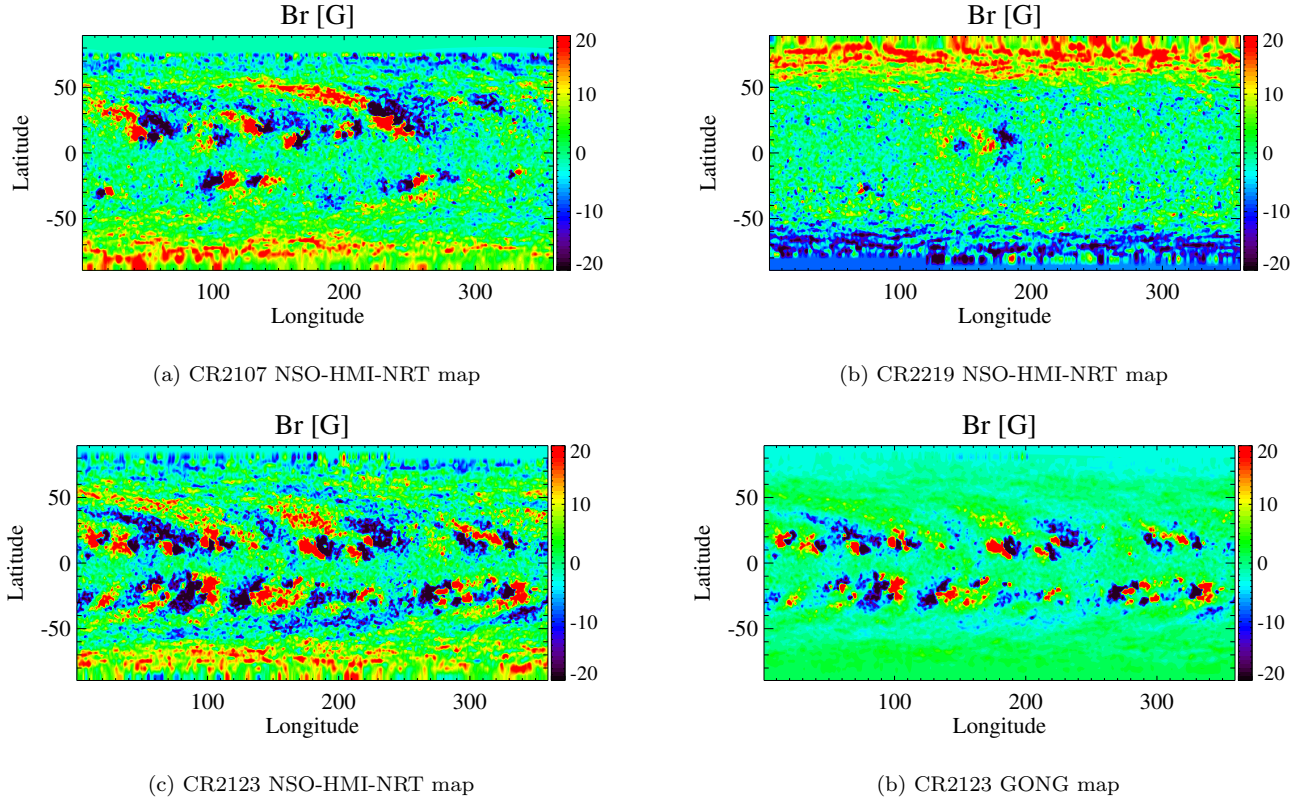 Br [G]
Latitude
50
0
-50
100
200
300
Longitude
20
10
0
-10
-20
(a) CR2107 NSO-HMI-NRT map
Br [G]
Latitude
50
0
-50
100
200
300
Longitude
20
10
0
-10
-20
(b) CR2219 NSO-HMI-NRT map
Br [G]
Latitude
50
0
-50
100
200
300
Longitude
20
10
0
-10
-20
(c) CR2123 NSO-HMI-NRT map
Br [G]
Latitude
50
0
-50
100
200
300
Longitude
20
10
0
-10
-20
(b) CR2123 GONG map